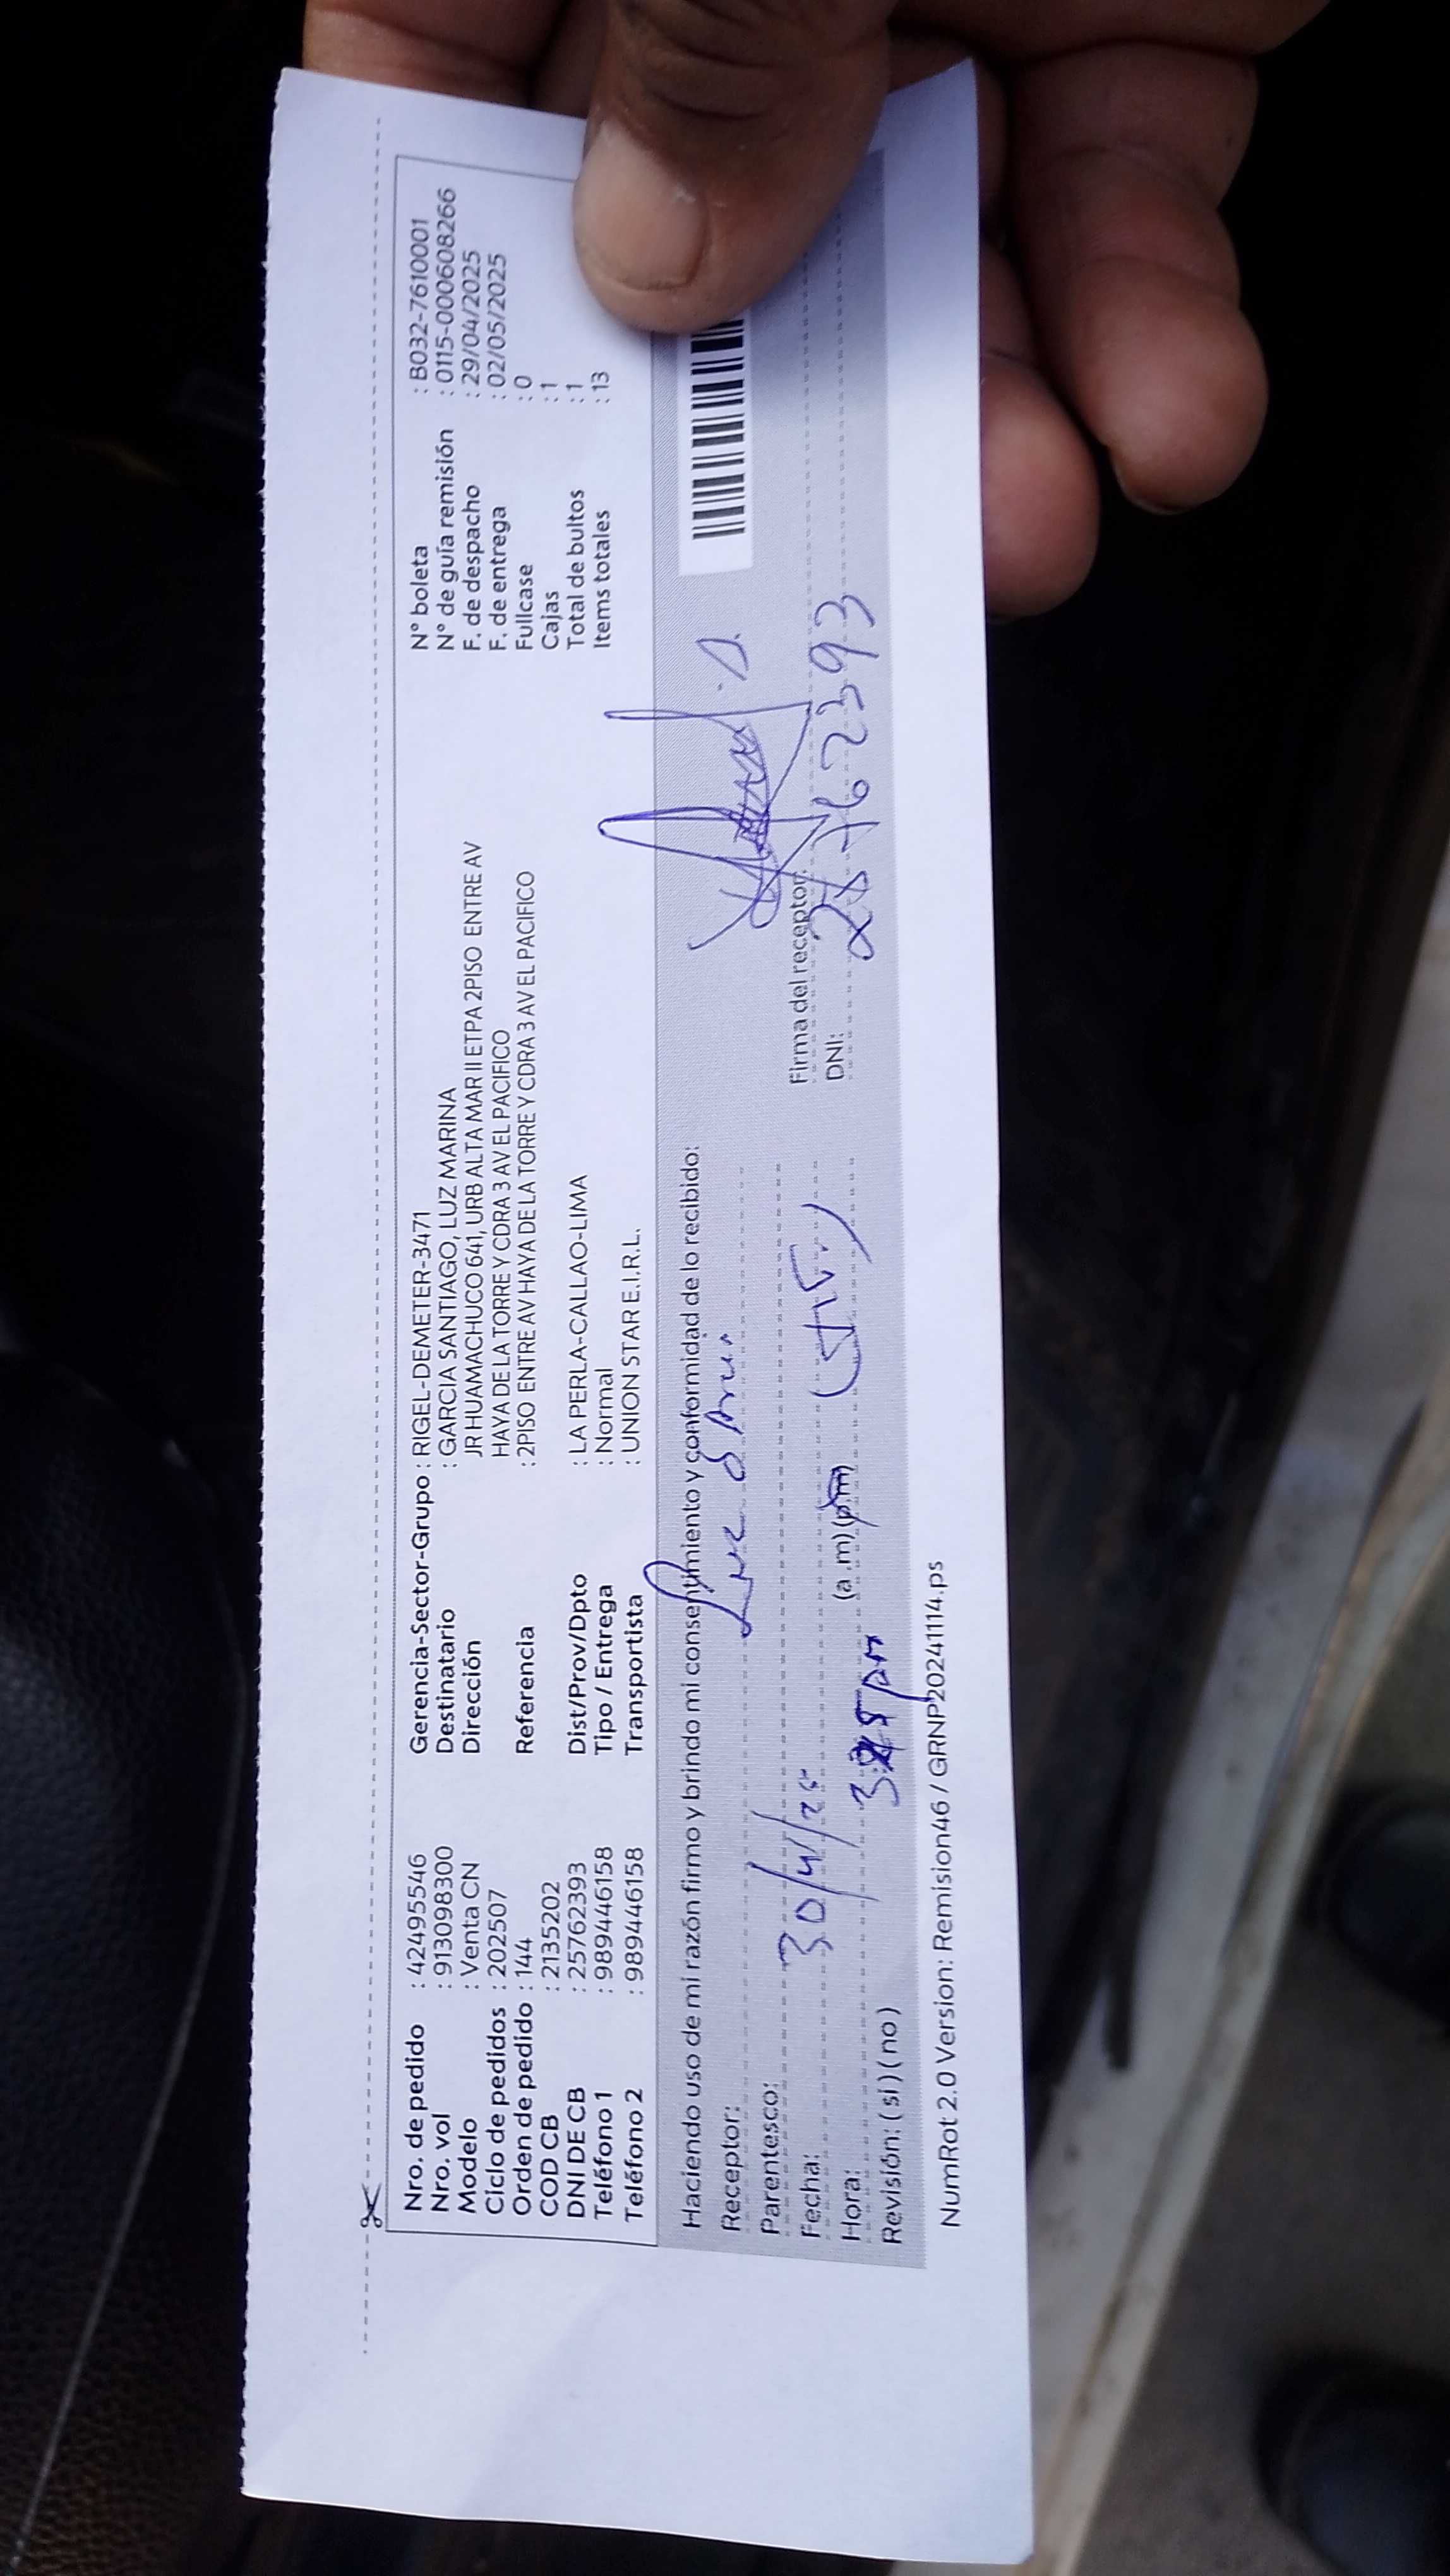 Nro. de pedido : 42495546
Nro. vol : 913098300
Modelo : Venta CN
Ciclo de pedidos : 202507
Orden de pedido : 144
COD CB : 2135202
DNI DE CB : 25762393
Teléfono 1 : 989446158
Teléfono 2 : 989446158
Gerencia-Sector-Grupo : RIGEL-DEMETER-3471
Destinatario : GARCIA SANTIAGO, LUZ MARINA
Dirección JR HUAMACHUCO 641, URB ALTA MAR II ETPA 2PISO ENTRE AV
HAYA DE LA TORRE Y CDRA 3 AV EL PACIFICO
Referencia : 2PISO ENTRE AV HAYA DE LA TORRE Y CDRA 3 AV EL PACIFICO
Dist/Prov/Dpto : LA PERLA-CALLAO-LIMA
Tipo / Entrega : Normal
Transportista : UNION STAR E.I.R.L.
N° boleta : B032-7610001
N° de guía remisión : 0115-000608266
F. de despacho : 29/04/2025
F. de entrega : 02/05/2025
Fullcase : 0
Cajas : 1
Total de bultos : 1
Items totales : 13
Haciendo uso de mi razón firmo y brindo mi consentimiento y conformidad de lo recibido:
Receptor:
Parentesco:
Fecha: 30/4/25
Hora: pm (a.m) (p.m)
Revisión: ( si ) ( no )
Firma del receptor:
DNI: 25762393
NumRot 2.0 Version: Remision46 / GRNP20241114.ps